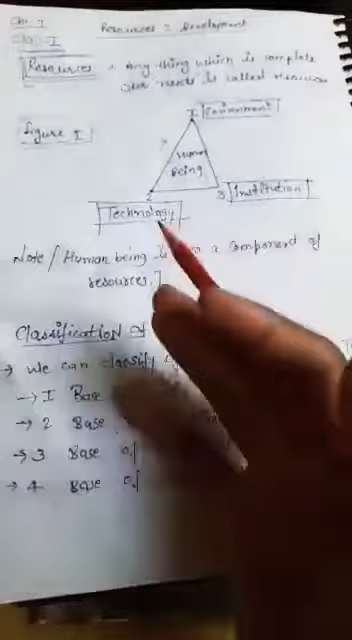 Ch. 1
Resources & Development
Class I
Resources = Any thing which is complete
our needs is called resources
Figure I
1 Environment
Human
Being
2
3 Institution
Technology
Note / Human being is also a component of
resources.]
Classification of
→ We can classify
→ I Base
→ 2 Base
→ 3 Base of
→ 4 Base of